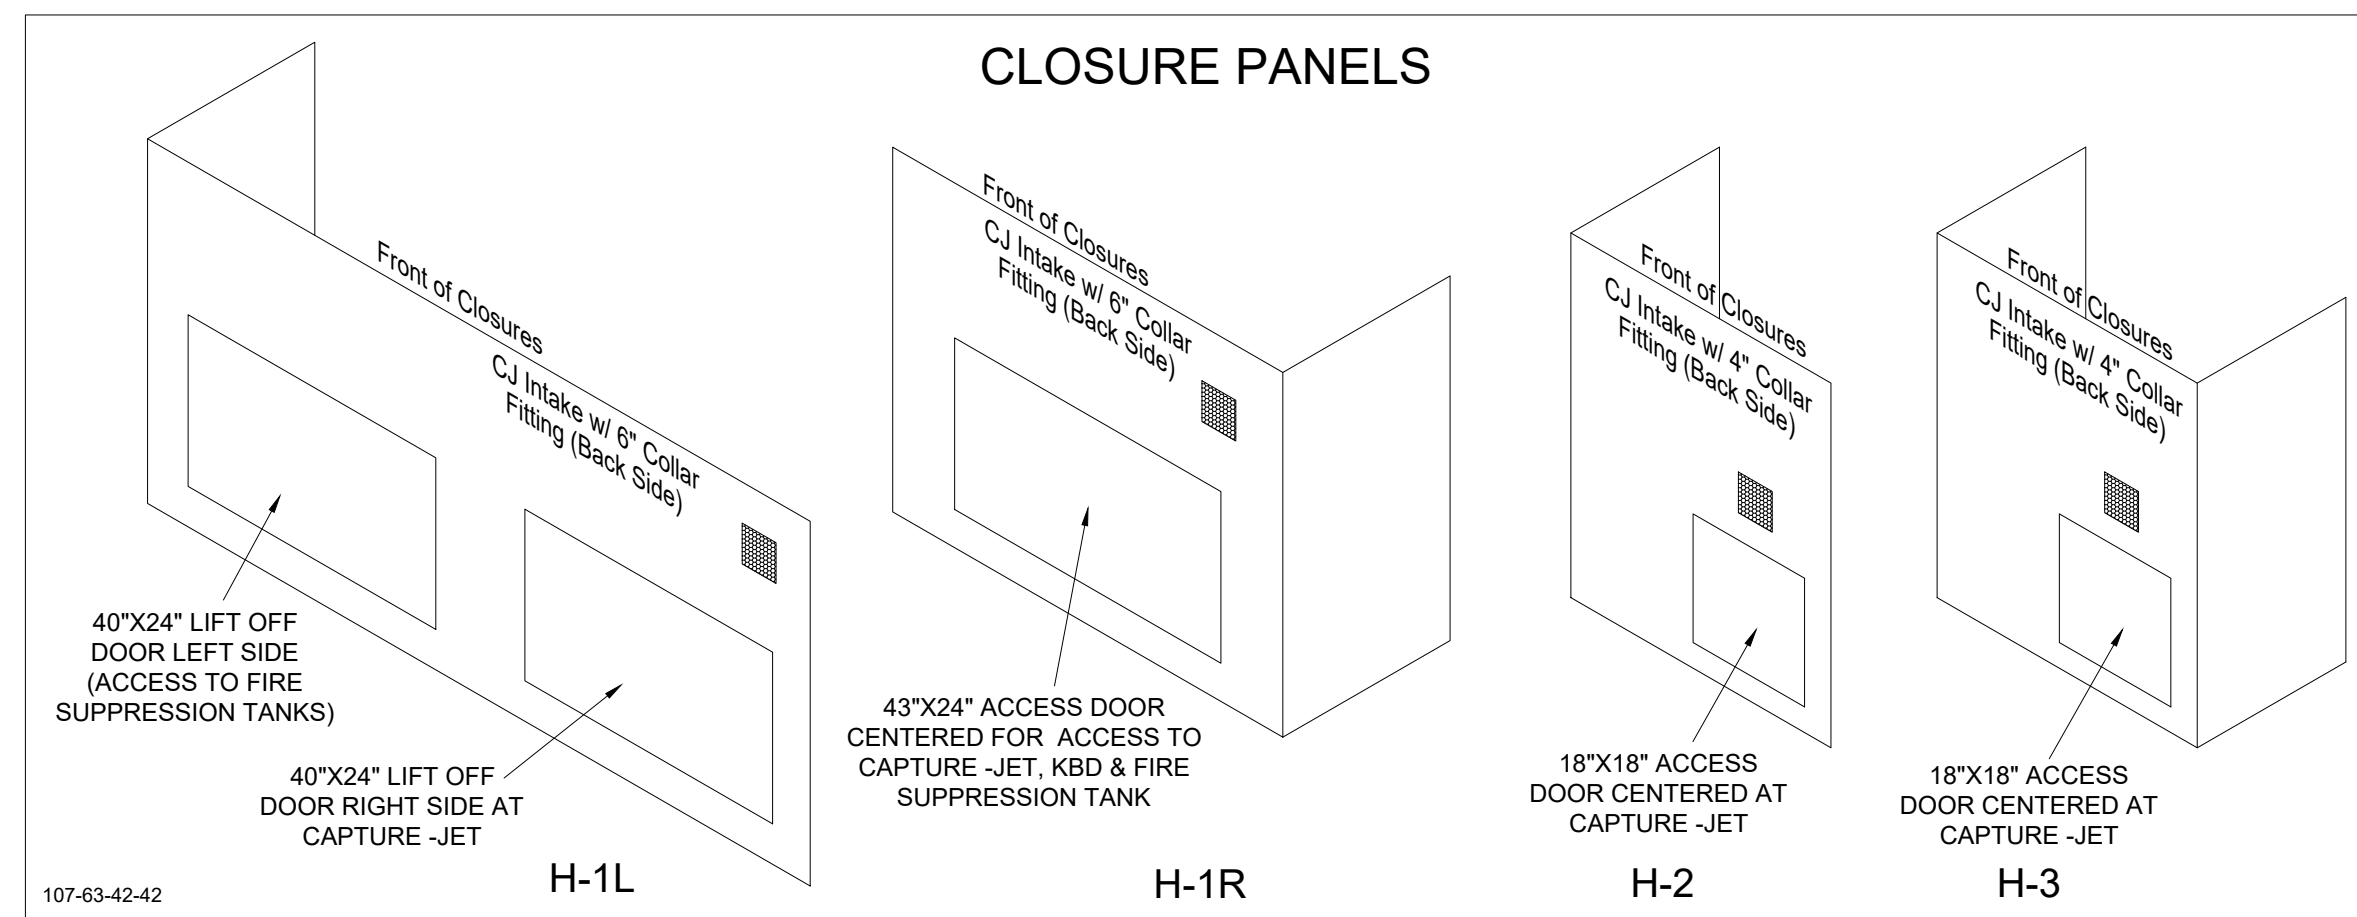 CLOSURE PANELS
Front of Closures
CJ Intake w/ 6" Collar
Fitting (Back Side)
40"X24" LIFT OFF
DOOR LEFT SIDE
(ACCESS TO FIRE
SUPPRESSION TANKS)
40"X24" LIFT OFF
DOOR RIGHT SIDE AT
CAPTURE -JET
H-1L
Front of Closures
CJ Intake w/ 6" Collar
Fitting (Back Side)
43"X24" ACCESS DOOR
CENTERED FOR ACCESS TO
CAPTURE -JET, KBD & FIRE
SUPPRESSION TANK
H-1R
Front of Closures
CJ Intake w/ 4" Collar
Fitting (Back Side)
18"X18" ACCESS
DOOR CENTERED AT
CAPTURE -JET
H-2
Front of Closures
CJ Intake w/ 4" Collar
Fitting (Back Side)
18"X18" ACCESS
DOOR CENTERED AT
CAPTURE -JET
H-3
107-63-42-42